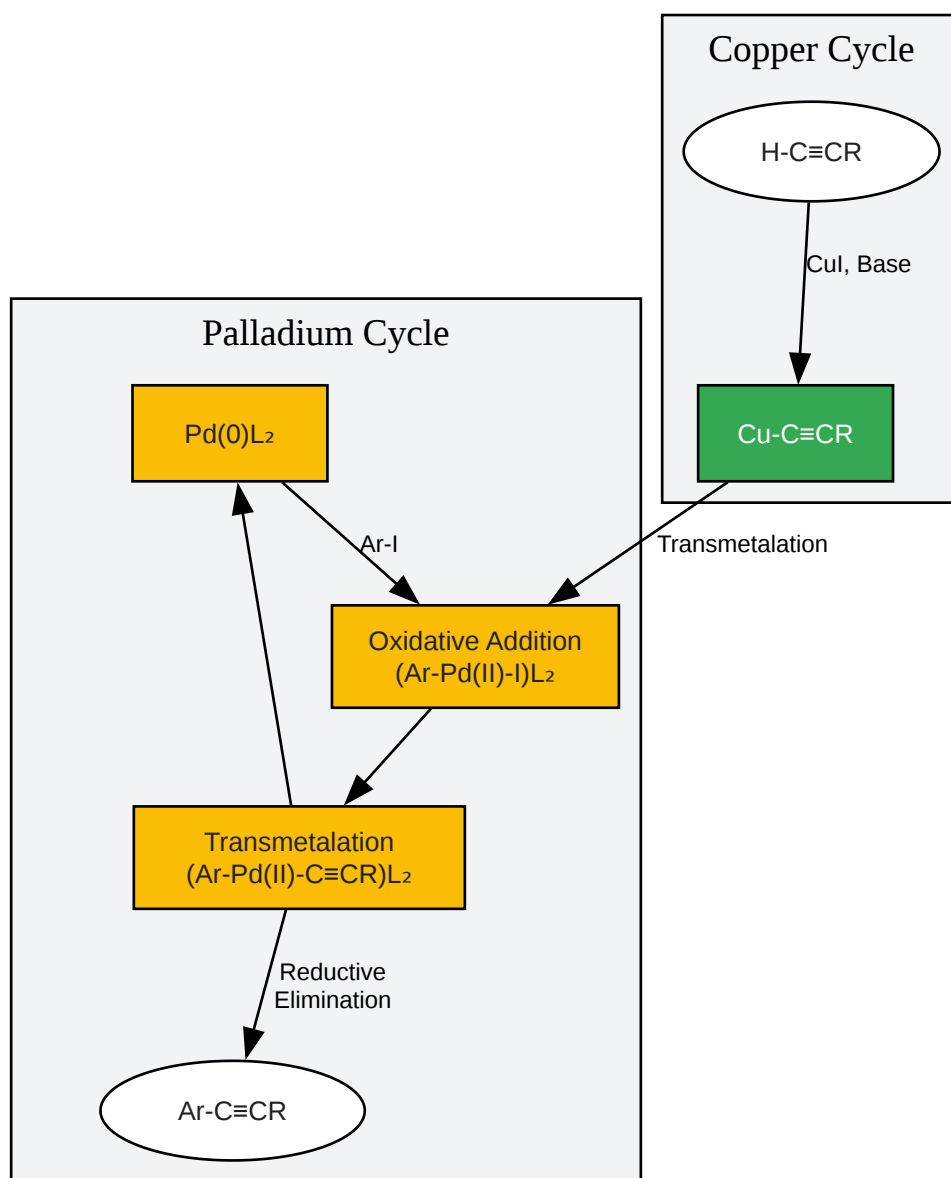 Copper Cycle
H-C≡CR
CuI, Base
Cu-C≡CR
Transmetalation
Palladium Cycle
Pd(0)L₂
Ar-I
Oxidative Addition
(Ar-Pd(II)-I)L₂
Transmetalation
(Ar-Pd(II)-C≡CR)L₂
Reductive
Elimination
Ar-C≡CR